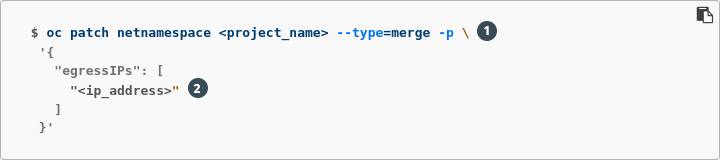 $ oc patch netnamespace <project_name> --type=merge -p \ 1
'{
"egressIPs": [
"<ip_address>" 2
]
}'